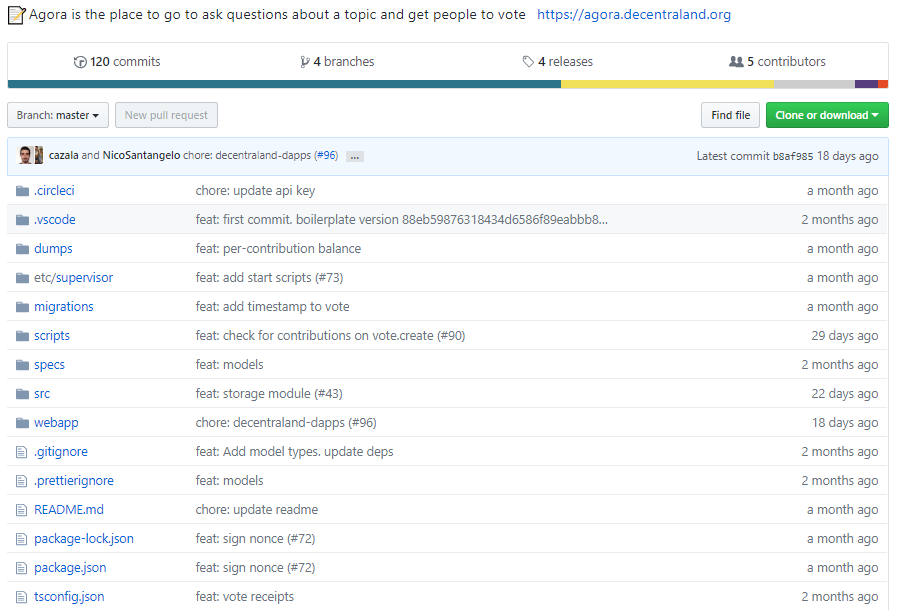 Agora is the place to go to ask questions about a topic and get people to vote https://agora.decentraland.org
120 commits 4 branches 4 releases 5 contributors
Branch: master New pull request Find file Clone or download
cazala and NicoSantangelo chore: decentraland-dapps (#96) ... Latest commit b8af985 18 days ago
.circleci chore: update api key a month ago
.vscode feat: first commit. boilerplate version 88eb59876318434d6586f89eabbb8... 2 months ago
dumps feat: per-contribution balance a month ago
etc/supervisor feat: add start scripts (#73) a month ago
migrations feat: add timestamp to vote a month ago
scripts feat: check for contributions on vote.create (#90) 29 days ago
specs feat: models 2 months ago
src feat: storage module (#43) 22 days ago
webapp chore: decentraland-dapps (#96) 18 days ago
.gitignore feat: Add model types. update deps 2 months ago
.prettierignore feat: models 2 months ago
README.md chore: update readme a month ago
package-lock.json feat: sign nonce (#72) a month ago
package.json feat: sign nonce (#72) a month ago
tsconfig.json feat: vote receipts 2 months ago